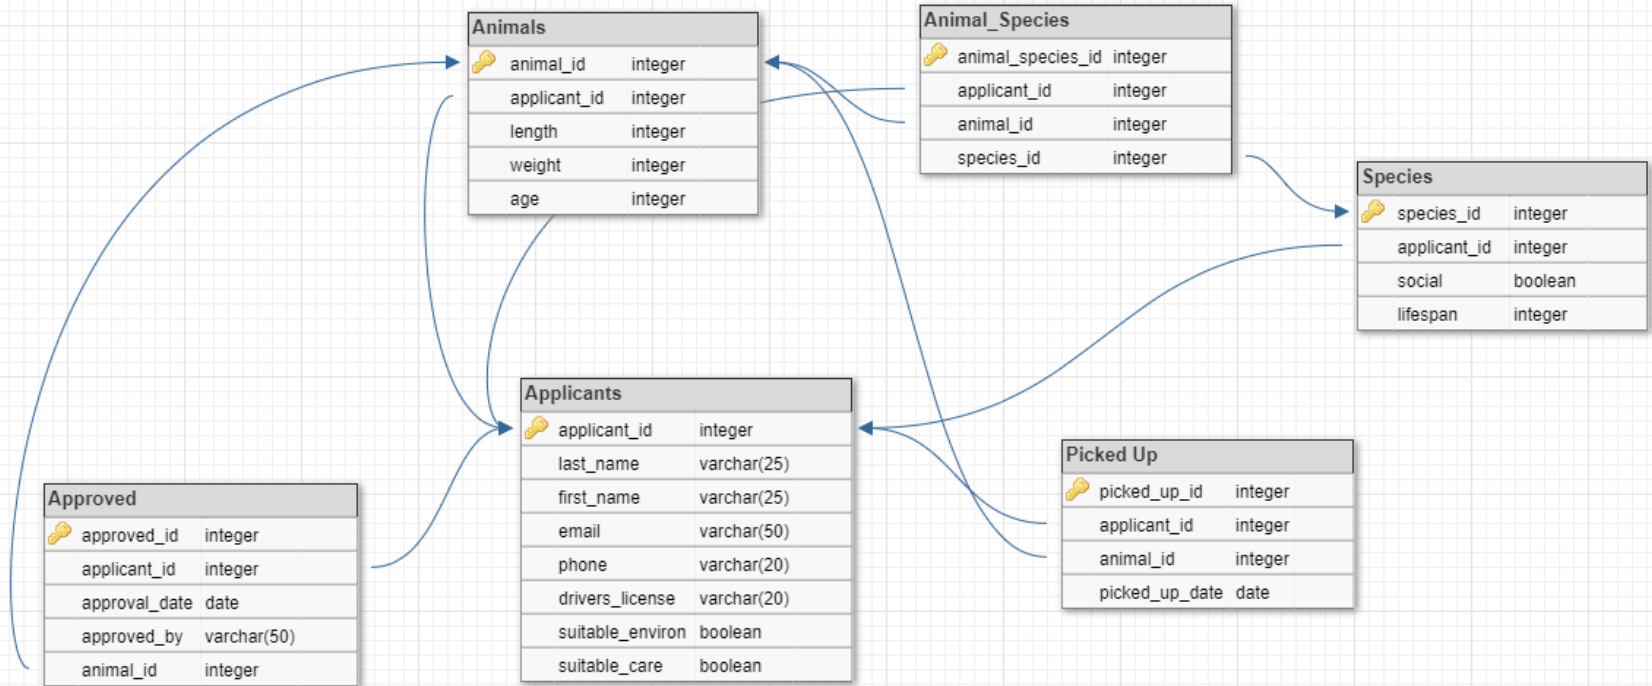 Animals
animal_id integer
applicant_id integer
length integer
weight integer
age integer
Animal_Species
animal_species_id integer
applicant_id integer
animal_id integer
species_id integer
Species
species_id integer
applicant_id integer
social boolean
lifespan integer
Applicants
applicant_id integer
last_name varchar(25)
first_name varchar(25)
email varchar(50)
phone varchar(20)
drivers_license varchar(20)
suitable_environ boolean
suitable_care boolean
Picked Up
picked_up_id integer
applicant_id integer
animal_id integer
picked_up_date date
Approved
approved_id integer
applicant_id integer
approval_date date
approved_by varchar(50)
animal_id integer